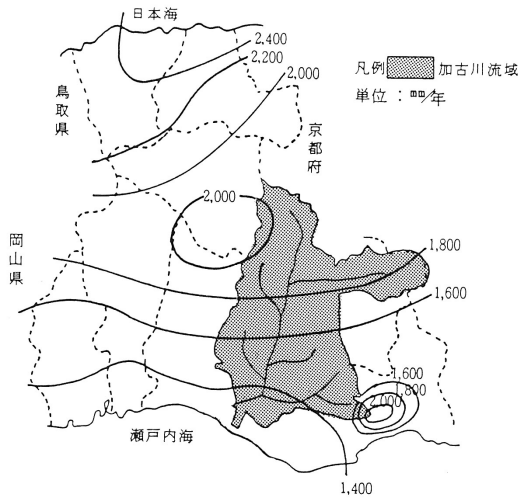 日本海
2,400
2,200
2,000
凡例 加古川流域
単位：㎜/年
鳥取県
京都府
2,000
岡山県
1,800
1,600
1,600
1,800
2,000
瀬戸内海
1,400